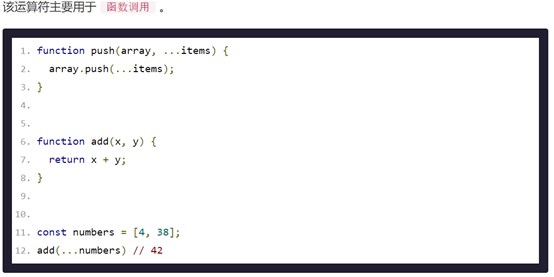 该运算符主要用于 函数调用 。
1. function push(array, ...items) {
2.   array.push(...items);
3. }
4.
5.
6. function add(x, y) {
7.   return x + y;
8. }
9.
10.
11. const numbers = [4, 38];
12. add(...numbers) // 42